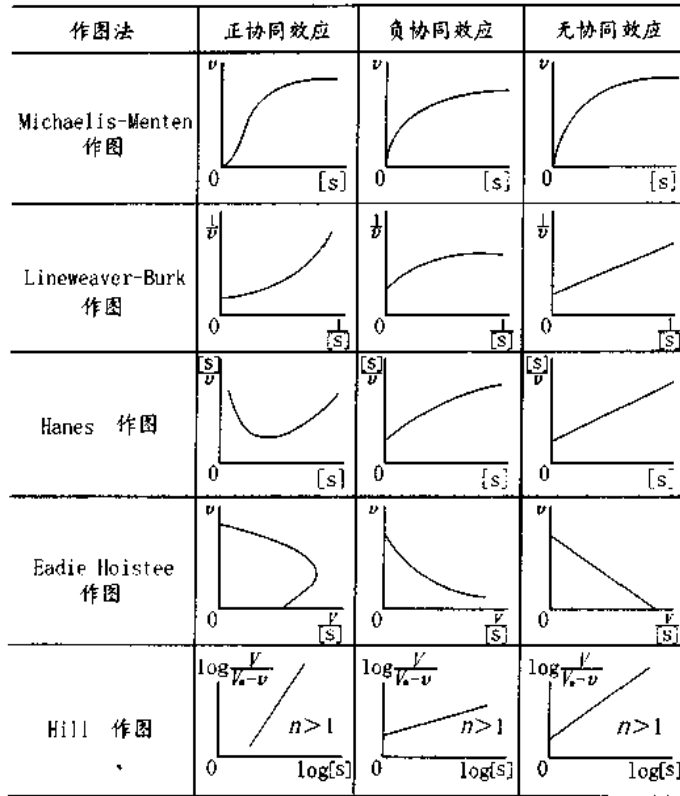 作图法 正协同效应 负协同效应 无协同效应
Michaelis-Menten
作图
v 0 [s]
v 0 [s]
v 0 [s]
Lineweaver-Burk
作图
1/v 0 1/[s]
1/v 0 1/[s]
1/v 0 1/[s]
Hanes 作图
[s]/v 0 [s]
[s]/v 0 [s]
[s]/v 0 [s]
Eadie Hoistee
作图
v 0 V/[s]
v 0 V/[s]
v 0 V/[s]
Hill 作图
log V/Vm-v n>1 0 log[s]
log V/Vm-v n>1 0 log[s]
log V/Vm-v n>1 0 log[s]